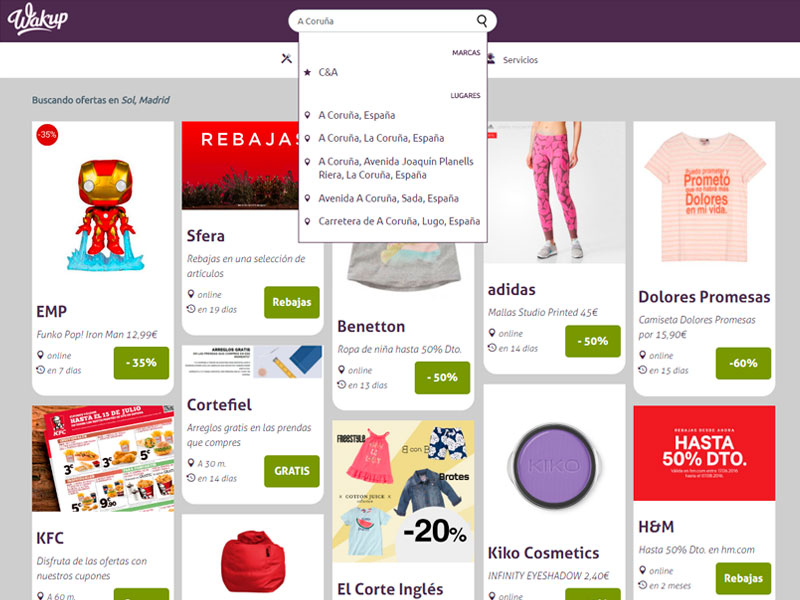 Wakup
A Coruña
MARCAS
C&A
LUGARES
A Coruña, España
A Coruña, La Coruña, España
A Coruña, Avenida Joaquín Planells
Riera, La Coruña, España
Avenida A Coruña, Sada, España
Carretera de A Coruña, Lugo, España
Servicios
Buscando ofertas en Sol, Madrid
-35%
EMP
Funko Pop! Iron Man 12,99€
online
en 7 días
- 35%
KFC
HASTA EL 15 DE JULIO
3€
3€
5€
9,90
KFC
Disfruta de las ofertas con
nuestros cupones
A 60 m.
REBAJAS
Sfera
Rebajas en una selección de
artículos
online
en 19 días
Rebajas
ARREGLOS GRATIS
Cortefiel
Arreglos gratis en las prendas
que compres
A 30 m.
en 14 días
GRATIS
Benetton
Ropa de niña hasta 50% Dto.
online
en 13 días
- 50%
FREESTYLE
con
Brotes
COTTON JUICE
-20%
El Corte Inglés
adidas
Mallas Studio Printed 45€
online
en 14 días
- 50%
KIKO
Kiko Cosmetics
INFINITY EYESHADOW 2,40€
online
Puedo prometer y
Prometo
que no habrá más
Dolores
en mi vida.
Dolores Promesas
Camiseta Dolores Promesas
por 15,90€
online
en 15 días
-60%
REBAJAS DESDE AHORA
HASTA
50% DTO.
H&M
Hasta 50% Dto. en hm.com
online
en 2 meses
Rebajas